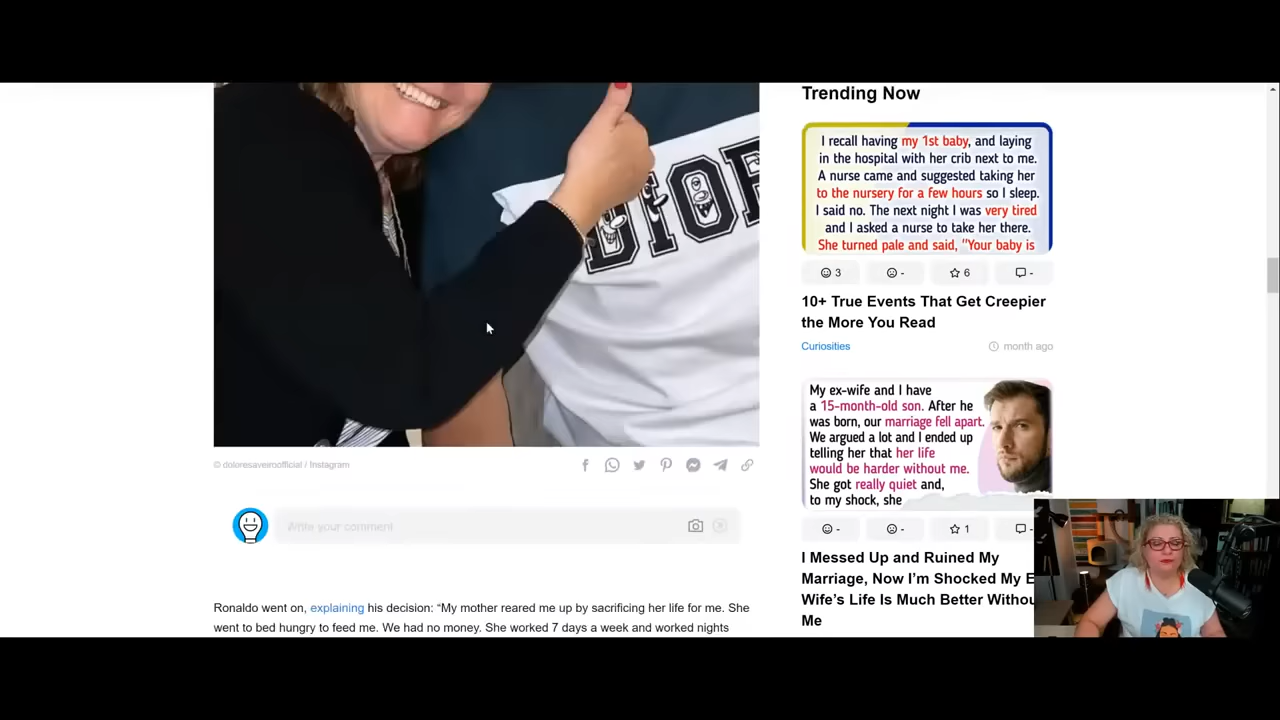 Trending Now
I recall having my 1st baby, and laying
in the hospital with her crib next to me.
A nurse came and suggested taking her
to the nursery for a few hours so I sleep.
I said no. The next night I was very tired
and I asked a nurse to take her there.
She turned pale and said, "Your baby is
3
-
6
-
10+ True Events That Get Creepier
the More You Read
Curiosities
month ago
My ex-wife and I have
a 15-month-old son. After he
was born, our marriage fell apart.
We argued a lot and I ended up
telling her that her life
would be harder without me.
She got really quiet and,
to my shock, she
-
-
1
-
I Messed Up and Ruined My
Marriage, Now I'm Shocked My E
Wife's Life Is Much Better Withou
Me
DIOR
© doloresaveiroofficial / Instagram
Write your comment
Ronaldo went on, explaining his decision: “My mother reared me up by sacrificing her life for me. She
went to bed hungry to feed me. We had no money. She worked 7 days a week and worked nights